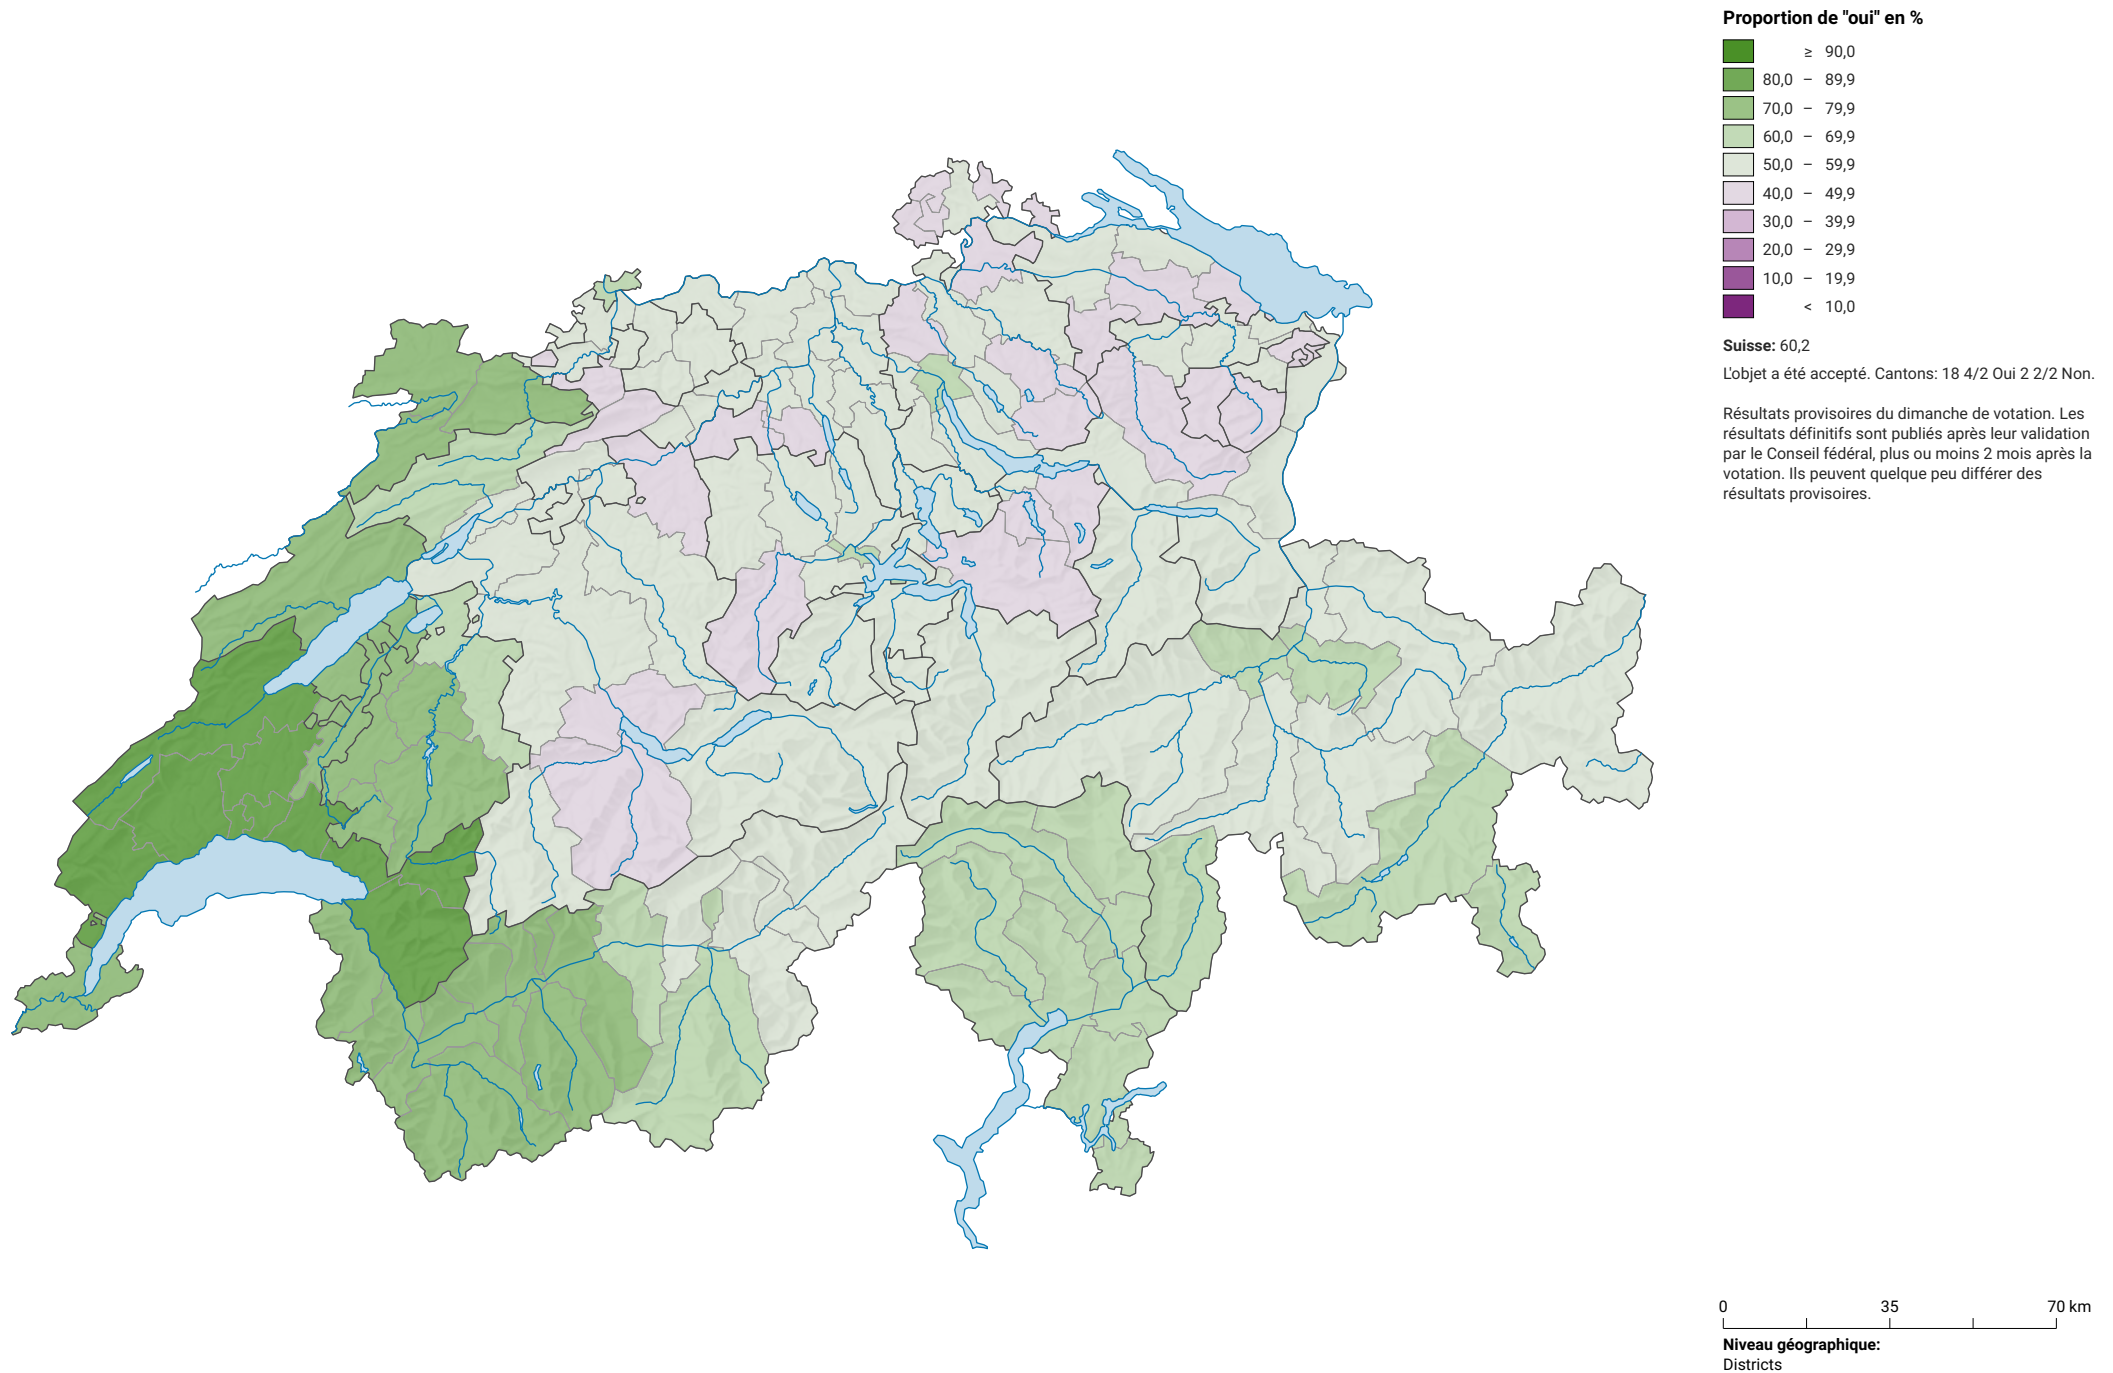 Proportion de "oui" en %
≥ 90,0
80,0 – 89,9
70,0 – 79,9
60,0 – 69,9
50,0 – 59,9
40,0 – 49,9
30,0 – 39,9
20,0 – 29,9
10,0 – 19,9
< 10,0
Suisse: 60,2
L'objet a été accepté. Cantons: 18 4/2 Oui 2 2/2 Non.
Résultats provisoires du dimanche de votation. Les
résultats définitifs sont publiés après leur validation
par le Conseil fédéral, plus ou moins 2 mois après la
votation. Ils peuvent quelque peu différer des
résultats provisoires.
0 35 70 km
Niveau géographique:
Districts